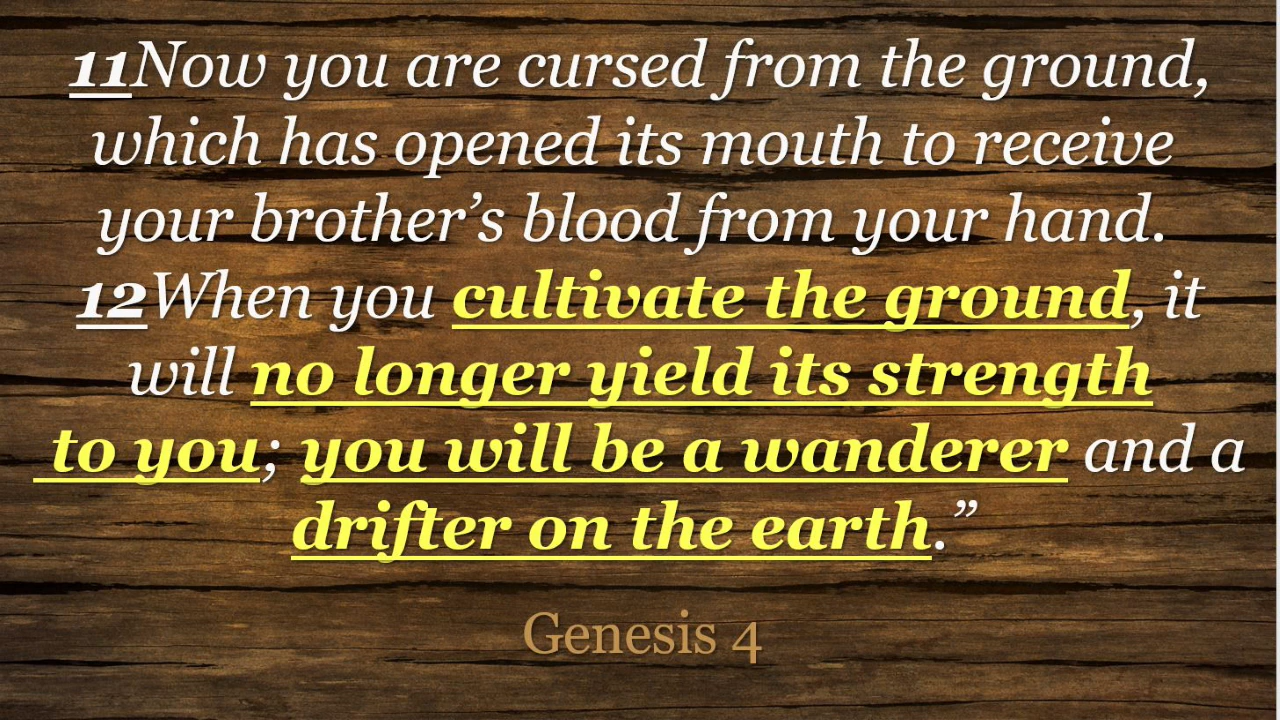 11Now you are cursed from the ground,
which has opened its mouth to receive
your brother’s blood from your hand.
12When you cultivate the ground, it
will no longer yield its strength
to you; you will be a wanderer and a
drifter on the earth.”
Genesis 4